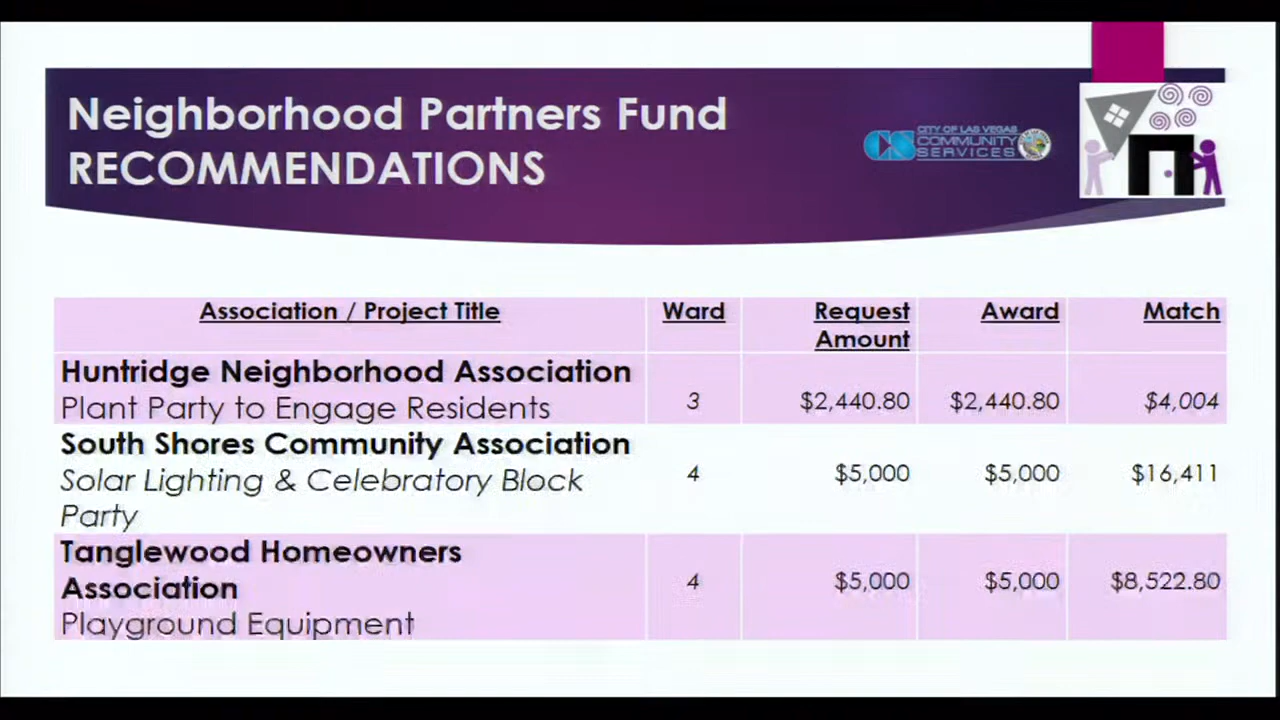 Neighborhood Partners Fund
RECOMMENDATIONS
CITY OF LAS VEGAS
COMMUNITY
SERVICES
CS
Association / Project Title Ward Request Amount Award Match
Huntridge Neighborhood Association
Plant Party to Engage Residents 3 $2,440.80 $2,440.80 $4,004
South Shores Community Association
Solar Lighting & Celebratory Block 4 $5,000 $5,000 $16,411
Party
Tanglewood Homeowners
Association 4 $5,000 $5,000 $8,522.80
Playground Equipment